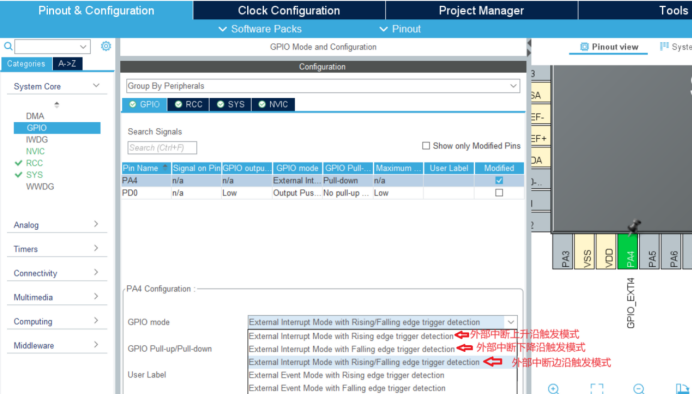 Pinout & Configuration
Clock Configuration
Project Manager
Tools
Software Packs
Pinout
GPIO Mode and Configuration
Pinout view
Syste
Categories
A->Z
Configuration
System Core
Group By Peripherals
GPIO
RCC
SYS
NVIC
DMA
GPIO
IWDG
NVIC
RCC
SYS
WWDG
Search Signals
Search (Ctrl+F)
Show only Modified Pins
Pin Name
Signal on Pin
GPIO outpu...
GPIO mode
GPIO Pull-...
Maximum ...
User Label
Modified
PA4
n/a
n/a
External Int...
Pull-down
n/a
PD0
n/a
Low
Output Pus...
No pull-up ...
Low
Analog
Timers
Connectivity
Multimedia
Computing
Middleware
PA4 Configuration :
GPIO mode
External Interrupt Mode with Rising/Falling edge trigger detection
External Interrupt Mode with Rising edge trigger detection
外部中断上升沿触发模式
GPIO Pull-up/Pull-down
External Interrupt Mode with Falling edge trigger detection
外部中断下降沿触发模式
External Interrupt Mode with Rising/Falling edge trigger detection
外部中断边沿触发模式
User Label
External Event Mode with Rising edge trigger detection
External Event Mode with Falling edge trigger detection
SA
EF-
EF+
DA
PA3
VSS
VDD
PA4
PA5
PA6
GPIO_EXTI4